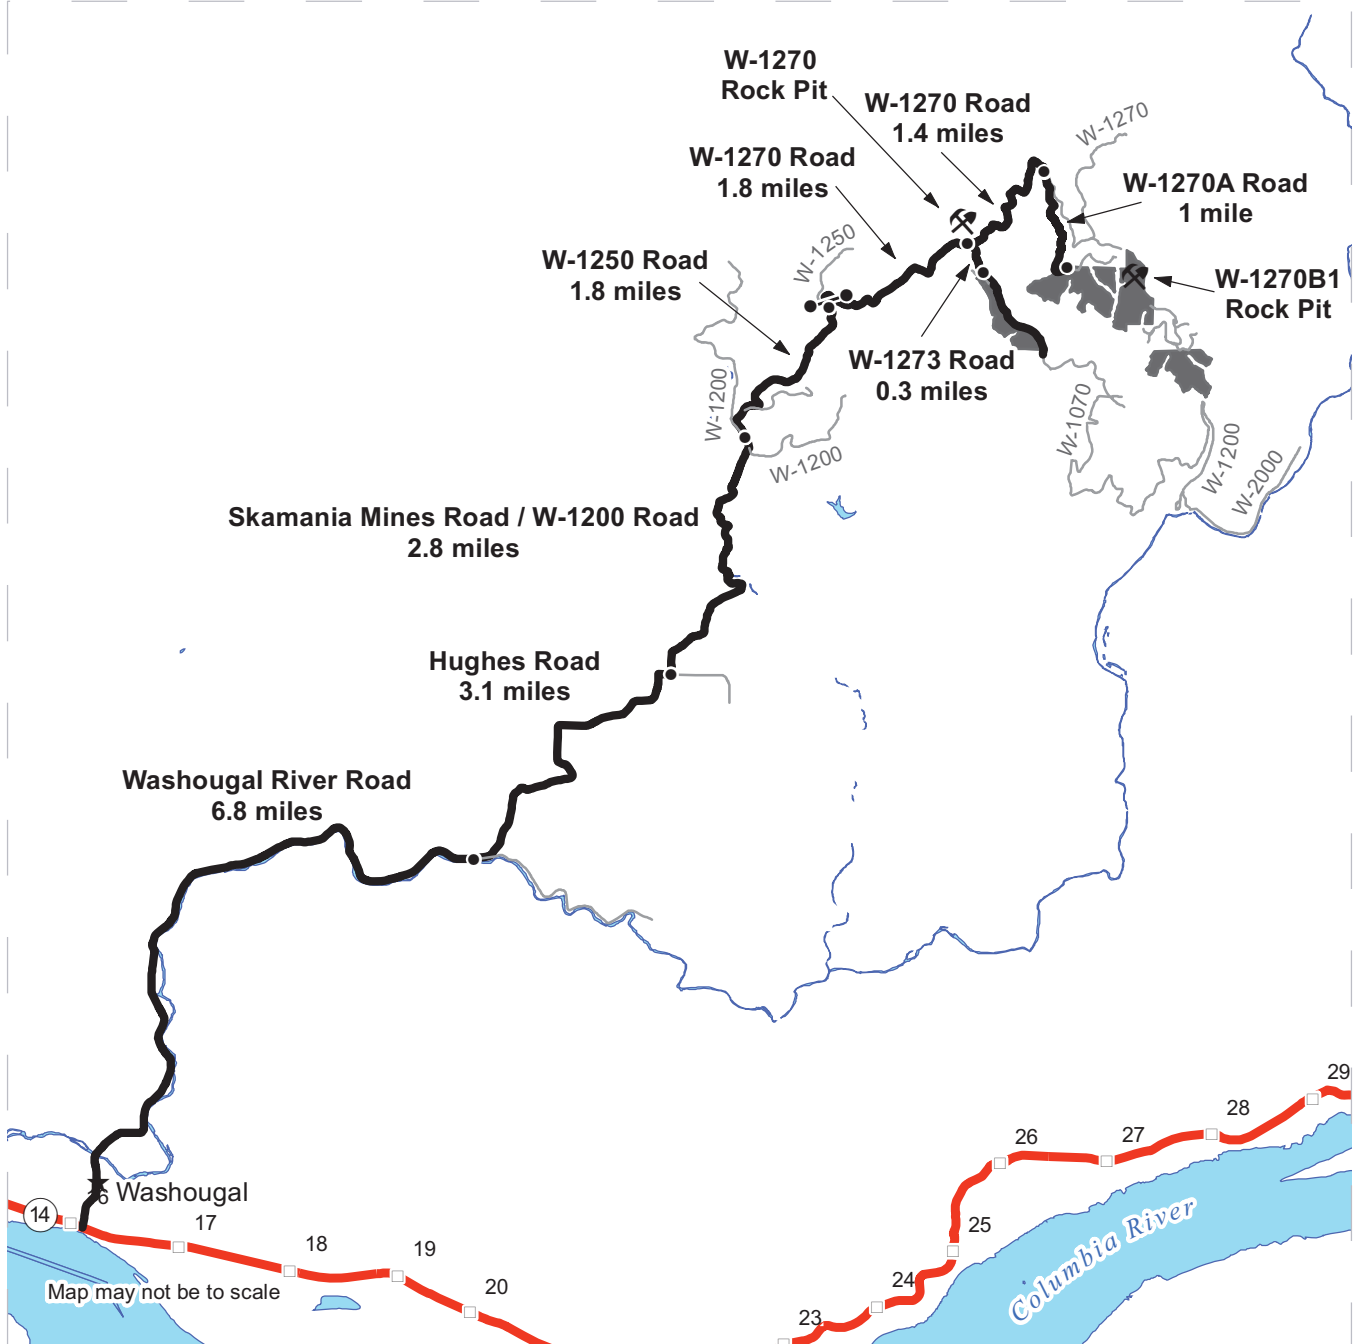 W-1270
Rock Pit
W-1270 Road
1.4 miles
W-1270
W-1270 Road
1.8 miles
W-1270A Road
1 mile
W-1250
W-1250 Road
1.8 miles
W-1270B1
Rock Pit
W-1273 Road
0.3 miles
W-1200
W-1070
W-1200
W-1200
W-2000
Skamania Mines Road / W-1200 Road
2.8 miles
Hughes Road
3.1 miles
Washougal River Road
6.8 miles
29
28
27
26
25
24
23
Columbia River
16
Washougal
14
17
18
19
20
Map may not be to scale